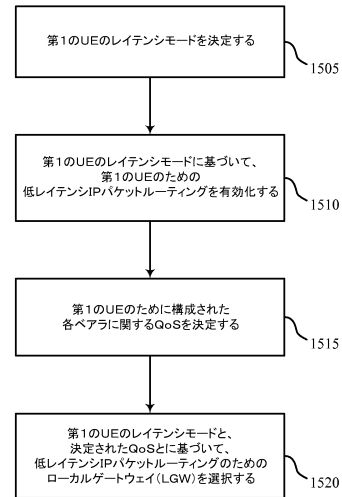 第1のUEのレイテンシモードを決定する
1505
第1のUEのレイテンシモードに基づいて、
第1のUEのための
低レイテンシIPパケットルーティングを有効化する
1510
第1のUEのために構成された
各ベアラに関するQoSを決定する
1515
第1のUEのレイテンシモードと、
決定されたQoSとに基づいて、
低レイテンシIPパケットルーティングのための
ローカルゲートウェイ(LGW)を選択する
1520